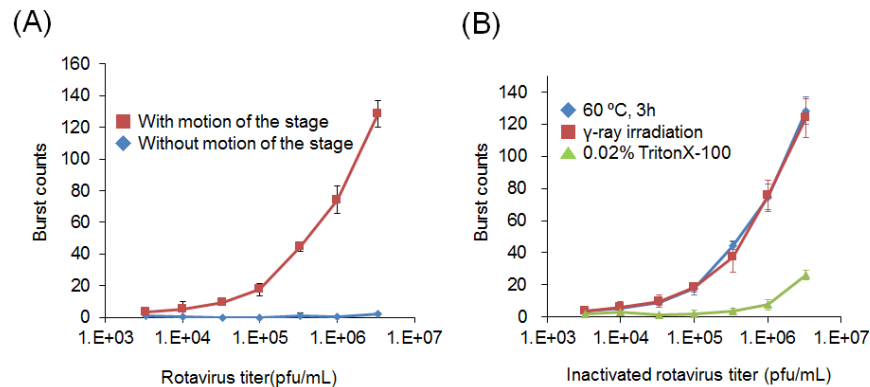 (A)
160
140
120
100
80
60
40
20
0
Burst counts
With motion of the stage
Without motion of the stage
1.E+03 1.E+04 1.E+05 1.E+06 1.E+07
Rotavirus titer(pfu/mL)
(B)
140
120
100
80
60
40
20
0
Burst counts
60 ºC, 3h
γ-ray irradiation
0.02% TritonX-100
1.E+03 1.E+04 1.E+05 1.E+06 1.E+07
Inactivated rotavirus titer (pfu/mL)